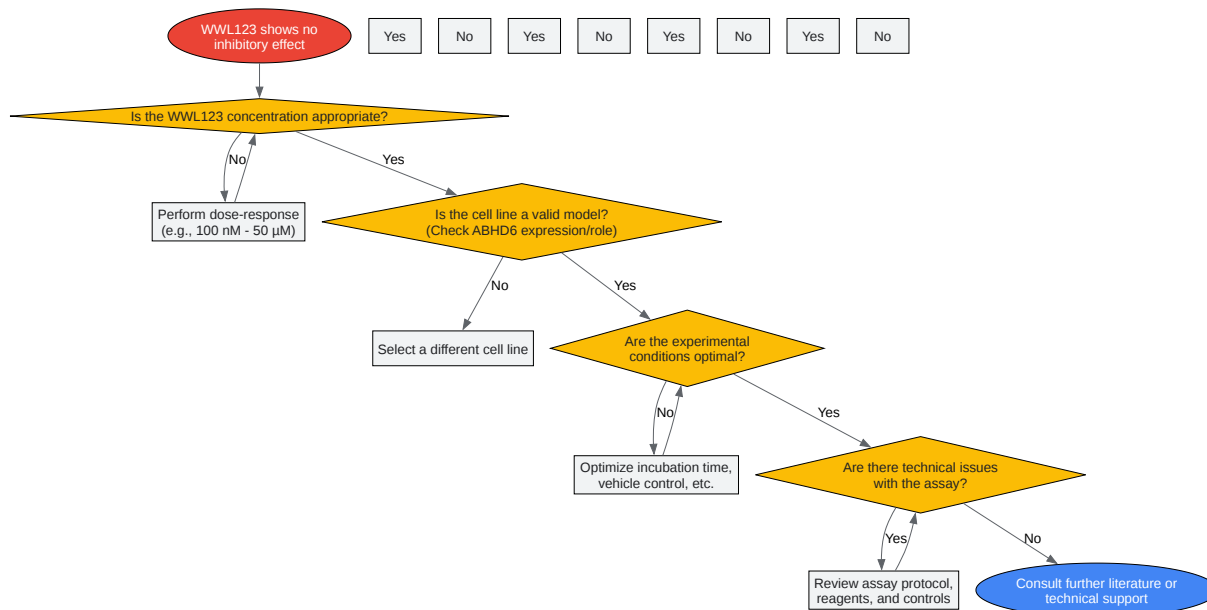 WWL123 shows no
inhibitory effect
Yes
No
Yes
No
Yes
No
Yes
No
Is the WWL123 concentration appropriate?
No
Yes
Perform dose-response
(e.g., 100 nM - 50 µM)
Is the cell line a valid model?
(Check ABHD6 expression/role)
No
Yes
Select a different cell line
Are the experimental
conditions optimal?
No
Yes
Optimize incubation time,
vehicle control, etc.
Are there technical issues
with the assay?
Yes
No
Review assay protocol,
reagents, and controls
Consult further literature or
technical support